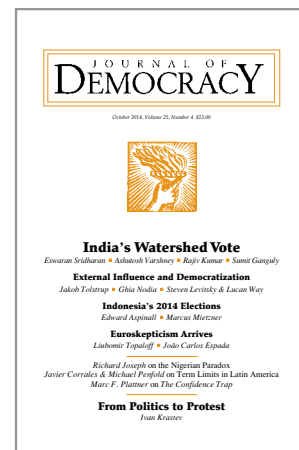 JOURNAL OF
DEMOCRACY
October 2014, Volume 25, Number 4 $13.00
India's Watershed Vote
Eswaran Sridharan ■ Ashutosh Varshney ■ Rajiv Kumar ■ Sumit Ganguly
External Influence and Democratization
Jakob Tolstrup ■ Ghia Nodia ■ Steven Levitsky & Lucan Way
Indonesia's 2014 Elections
Edward Aspinall ■ Marcus Mietzner
Euroskepticism Arrives
Liubomir Topaloff ■ João Carlos Espada
Richard Joseph on the Nigerian Paradox
Javier Corrales & Michael Penfold on Term Limits in Latin America
Marc F. Plattner on The Confidence Trap
From Politics to Protest
Ivan Krastev